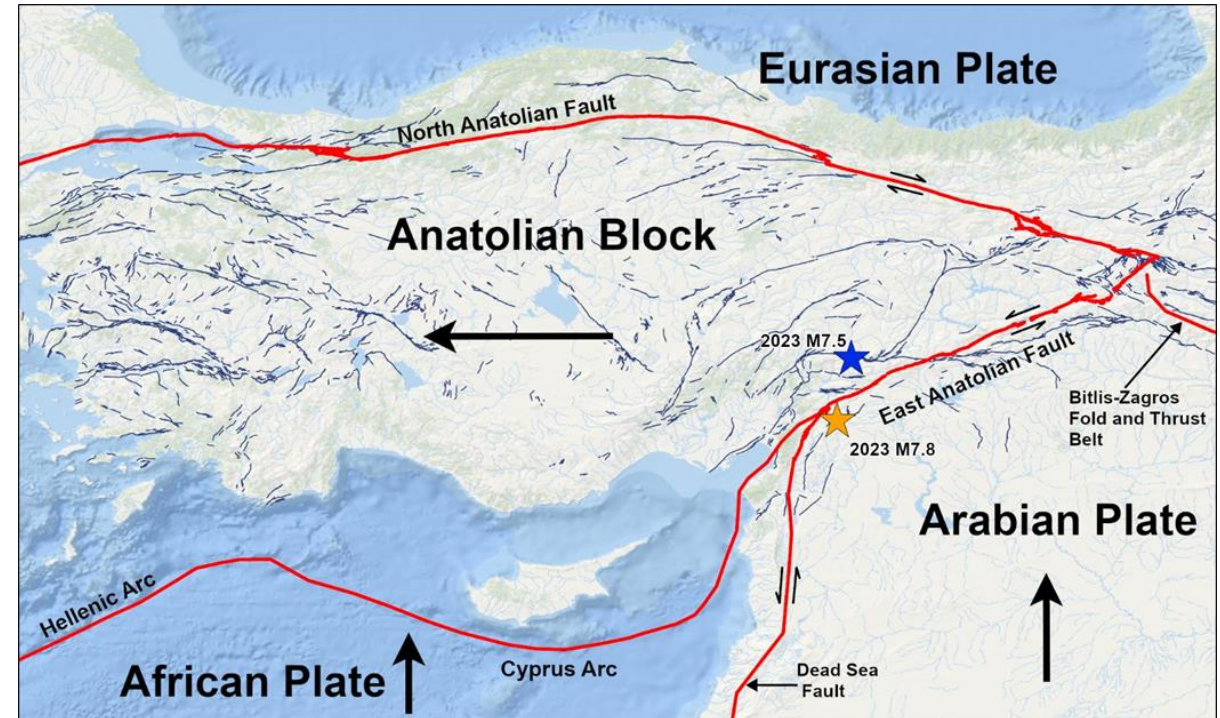 Eurasian Plate
North Anatolian Fault
Anatolian Block
2023 M7.5
East Anatolian Fault
2023 M7.8
Bitlis-Zagros
Fold and Thrust
Belt
Arabian Plate
Hellenic Arc
African Plate
Cyprus Arc
Dead Sea
Fault